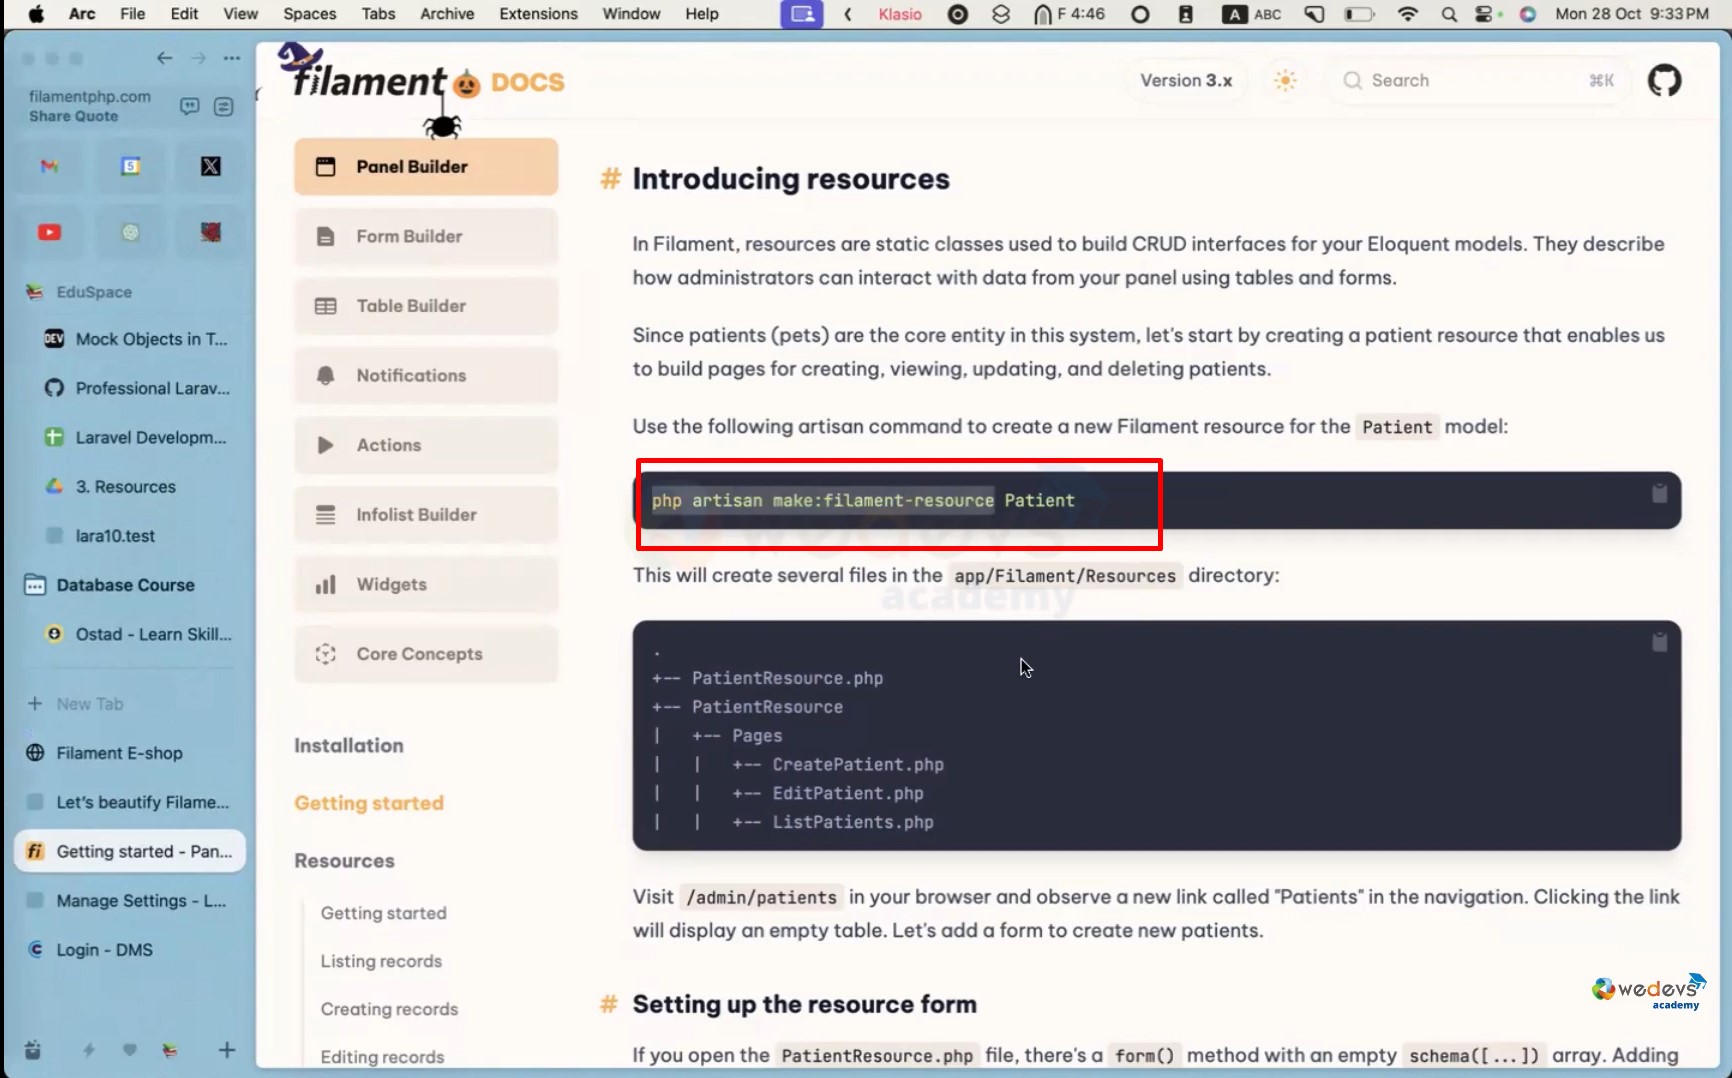 Arc File Edit View Spaces Tabs Archive Extensions Window Help Klasio F 4:46 A ABC Mon 28 Oct 9:33 PM
filamentphp.com
Share Quote
EduSpace
Mock Objects in T...
Professional Larav...
Laravel Developm...
3. Resources
lara10.test
Database Course
Ostad - Learn Skill...
+ New Tab
Filament E-shop
Let's beautify Filame...
fi Getting started - Pan...
Manage Settings - L...
Login - DMS
filament DOCS
Version 3.x
Search ⌘K
Panel Builder
Form Builder
Table Builder
Notifications
Actions
Infolist Builder
Widgets
Core Concepts
Installation
Getting started
Resources
Getting started
Listing records
Creating records
Editing records
# Introducing resources
In Filament, resources are static classes used to build CRUD interfaces for your Eloquent models. They describe
how administrators can interact with data from your panel using tables and forms.
Since patients (pets) are the core entity in this system, let's start by creating a patient resource that enables us
to build pages for creating, viewing, updating, and deleting patients.
Use the following artisan command to create a new Filament resource for the Patient model:
php artisan make:filament-resource Patient
This will create several files in the app/Filament/Resources directory:
.
+-- PatientResource.php
+-- PatientResource
| +-- Pages
| | +-- CreatePatient.php
| | +-- EditPatient.php
| | +-- ListPatients.php
Visit /admin/patients in your browser and observe a new link called "Patients" in the navigation. Clicking the link
will display an empty table. Let's add a form to create new patients.
# Setting up the resource form
If you open the PatientResource.php file, there's a form() method with an empty schema([...]) array. Adding
wedevs
academy
wedevs
academy